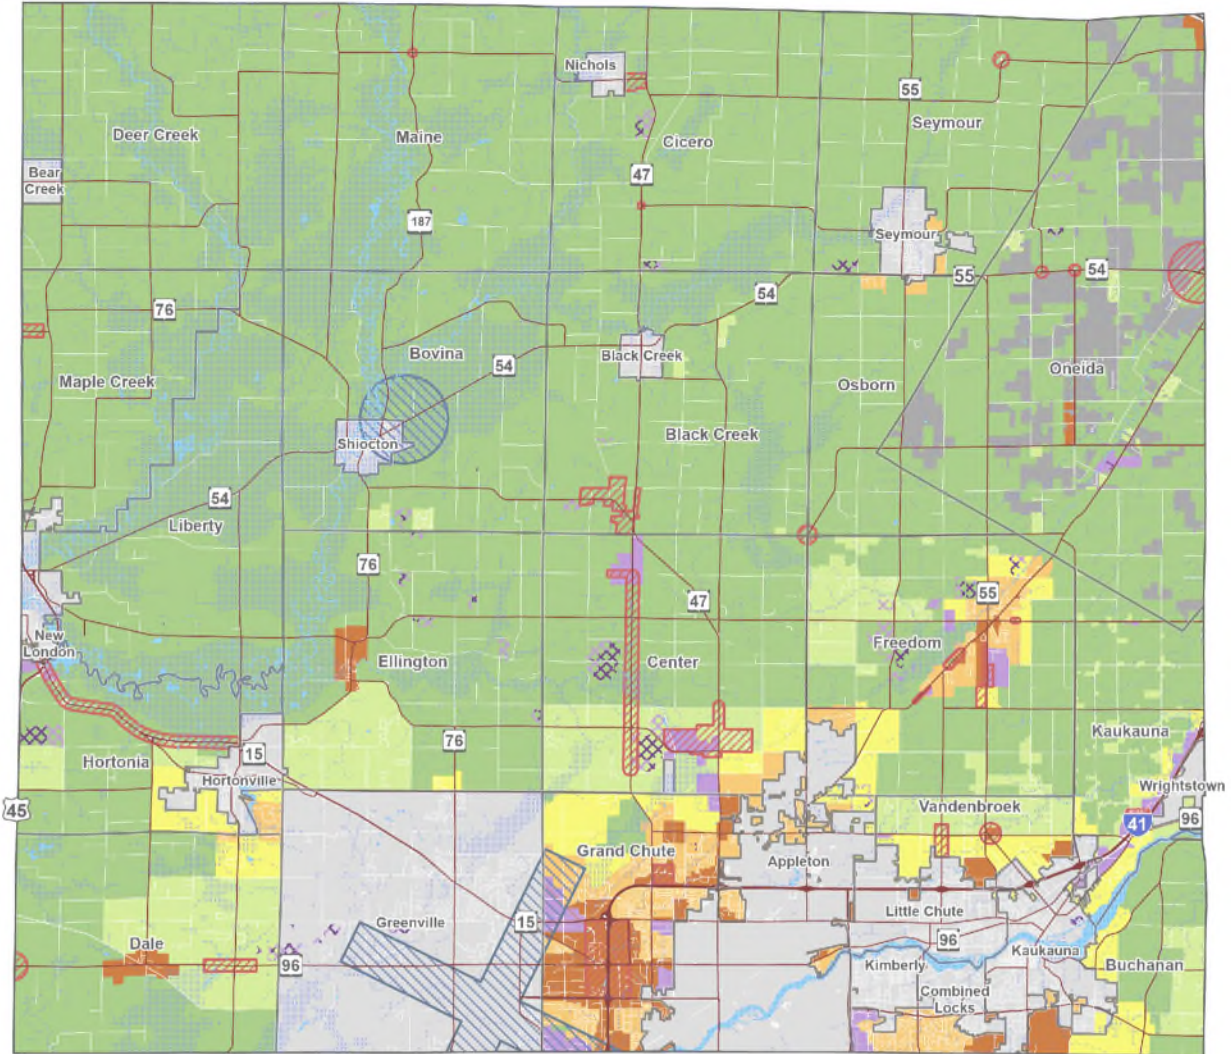 Nichols
55
Deer Creek
Maine
Cicero
Seymour
Bear
Creek
47
187
Seymour
54
55
54
76
Bovina
54
Black Creek
Maple Creek
Osborn
Oneida
Shiocton
Black Creek
54
Liberty
76
47
55
New
London
Ellington
Center
Freedom
76
15
Hortonia
Kaukauna
Hortonville
Wrightstown
45
Vandenbroek
41
96
Grand Chute
Appleton
Greenville
15
Little Chute
96
Dale
96
Kaukauna
Kimberly
Buchanan
Combined
Locks